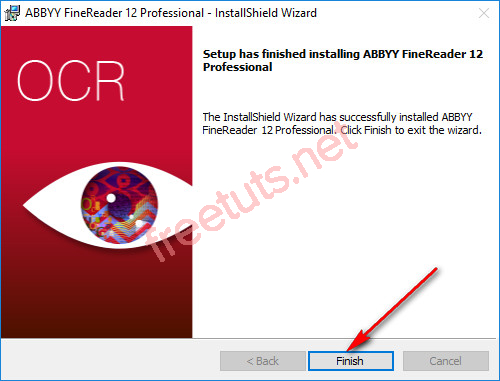 ABBYY FineReader 12 Professional - InstallShield Wizard
OCR
Setup has finished installing ABBYY FineReader 12
Professional
The InstallShield Wizard has successfully installed ABBYY
FineReader 12 Professional. Click Finish to exit the wizard.
freetuts.net
< Back
Finish
Cancel